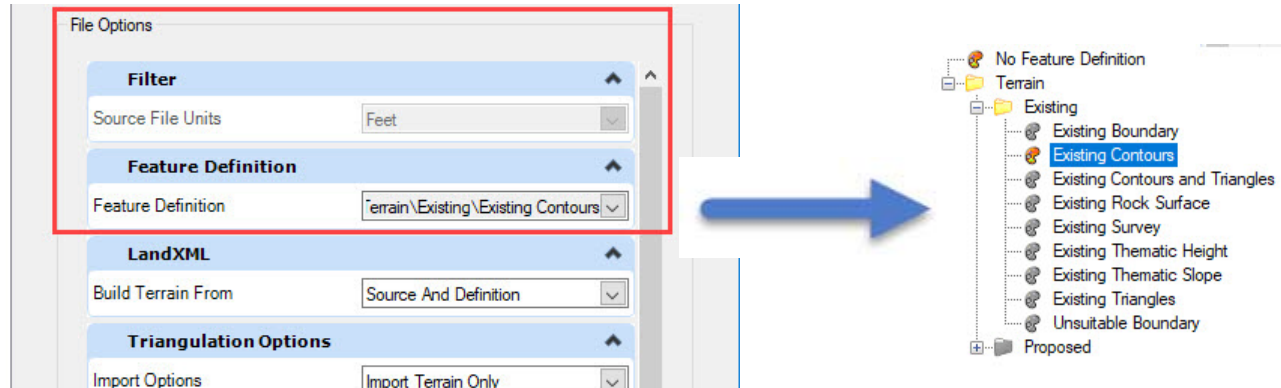 File Options
Filter
Source File Units Feet
Feature Definition
Feature Definition Terrain\Existing\Existing Contours
LandXML
Build Terrain From Source And Definition
Triangulation Options
Import Options Import Terrain Only
No Feature Definition
Terrain
Existing
Existing Boundary
Existing Contours
Existing Contours and Triangles
Existing Rock Surface
Existing Survey
Existing Thematic Height
Existing Thematic Slope
Existing Triangles
Unsuitable Boundary
Proposed